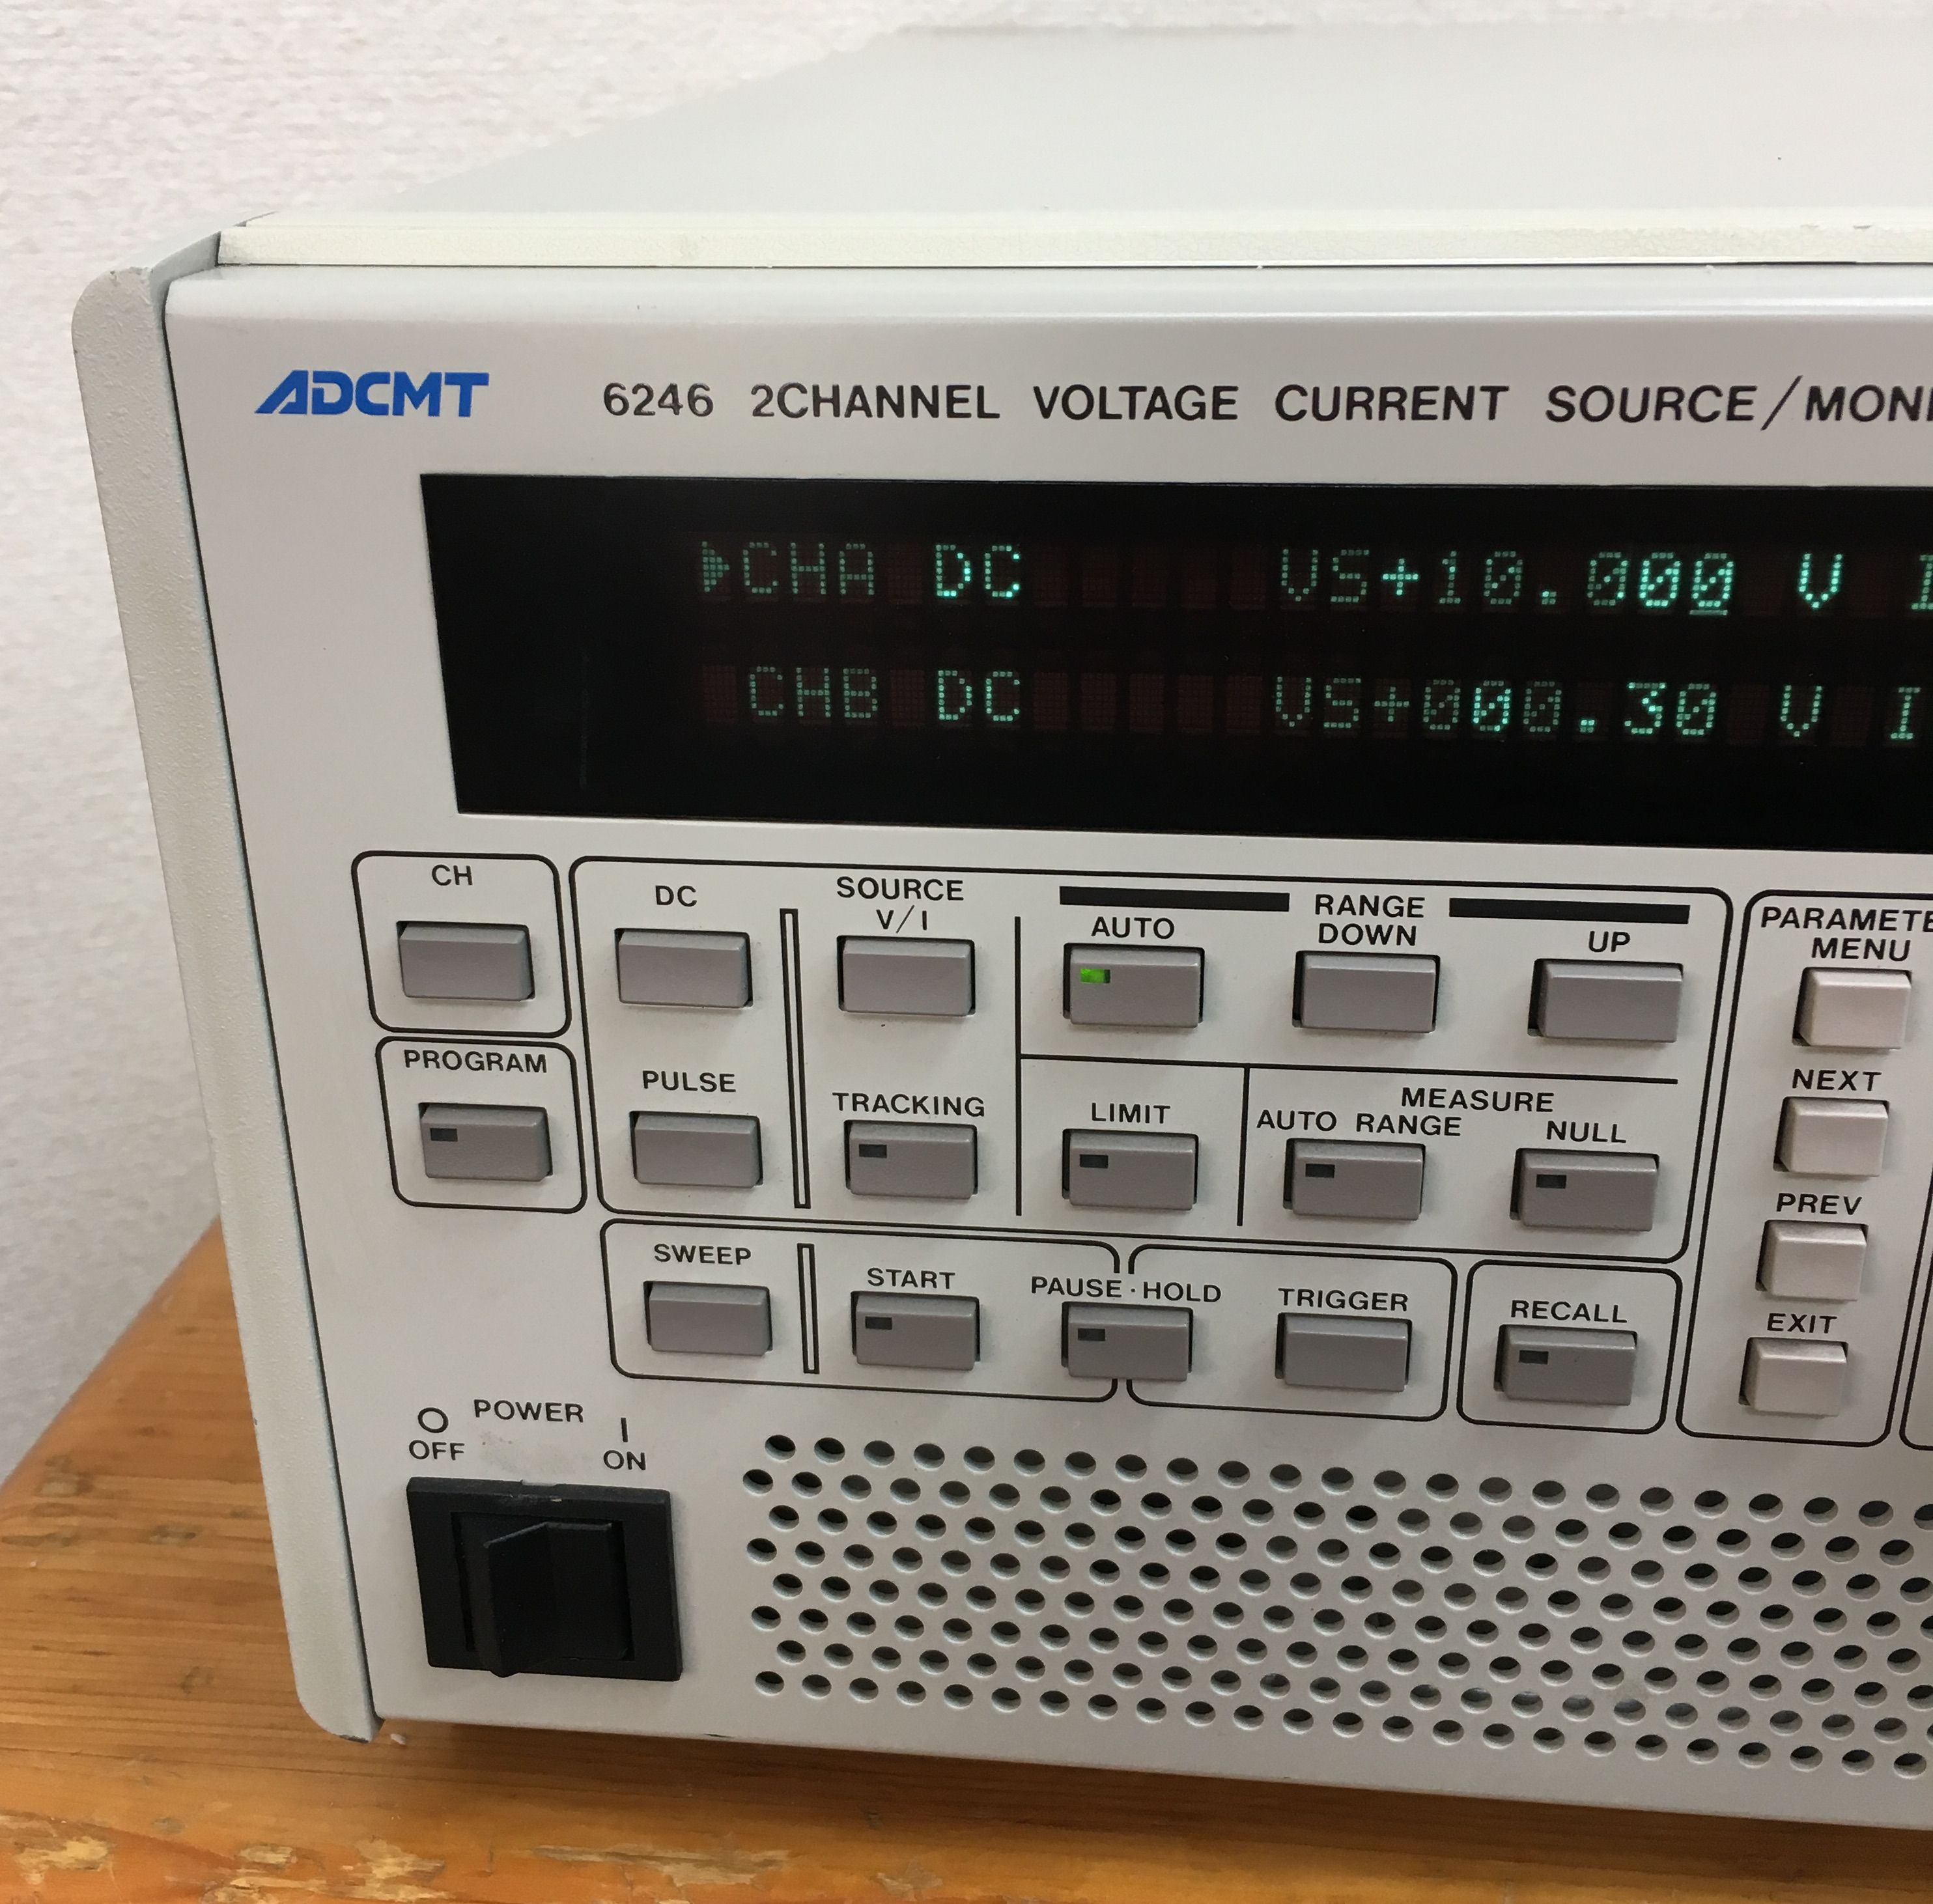 ADCMT 6246 2CHANNEL VOLTAGE CURRENT SOURCE/MONI
CHA DC VS+10.000 V I
CHB DC VS+000.30 V I
CH
DC
SOURCE
V/I
AUTO
RANGE
DOWN
UP
PARAMETE
MENU
PROGRAM
PULSE
TRACKING
LIMIT
MEASURE
AUTO RANGE
NULL
NEXT
PREV
SWEEP
START
PAUSE·HOLD
TRIGGER
RECALL
EXIT
POWER
O
OFF
I
ON